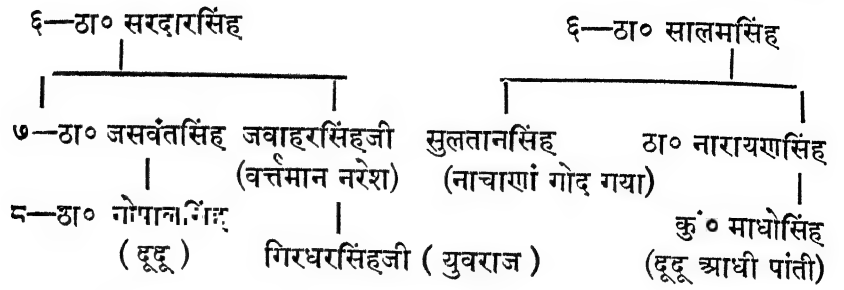 ६—ठा० सरदारसिंह ६—ठा० सालमसिंह
७—ठा० जसवंतसिंह जवाहरसिंहजी सुलतानसिंह ठा० नारायणसिंह
(वर्त्तमान नरेश) (नाचाणां गोद गया)
८—ठा० गोपालसिंह कुं० माधोसिंह
(दूदू) गिरधरसिंहजी (युवराज) (दूदू आधी पांती)